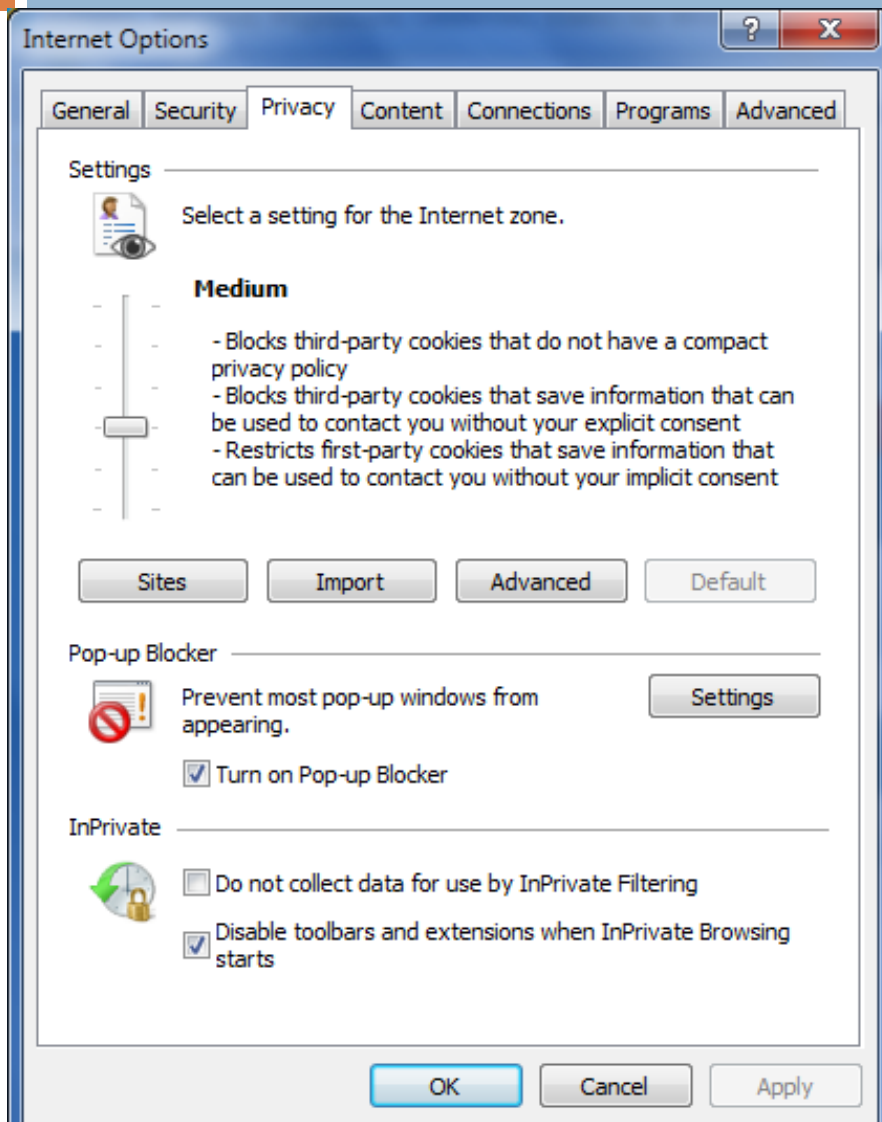 Internet Options
General Security Privacy Content Connections Programs Advanced
Settings
Select a setting for the Internet zone.
Medium
- Blocks third-party cookies that do not have a compact
privacy policy
- Blocks third-party cookies that save information that can
be used to contact you without your explicit consent
- Restricts first-party cookies that save information that
can be used to contact you without your implicit consent
Sites Import Advanced Default
Pop-up Blocker
Prevent most pop-up windows from
appearing.
Settings
Turn on Pop-up Blocker
InPrivate
Do not collect data for use by InPrivate Filtering
Disable toolbars and extensions when InPrivate Browsing
starts
OK Cancel Apply